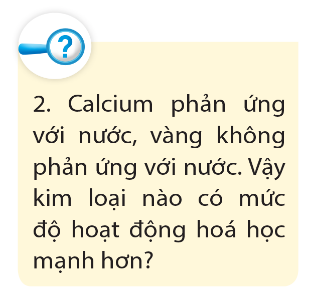 ?
2. Calcium phản ứng
với nước, vàng không
phản ứng với nước. Vậy
kim loại nào có mức
độ hoạt động hoá học
mạnh hơn?